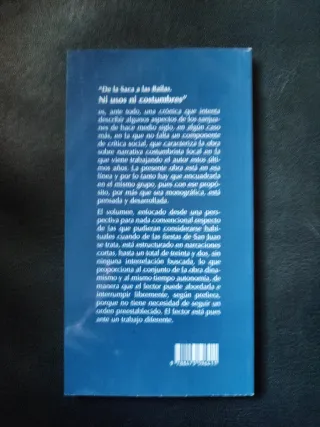 "De la Saca a las Bailas.
Ni usos ni costumbres"
es, ante todo, una crónica que intenta
describir algunos aspectos de los sanjuanes
de hace medio siglo, en algún caso
más, en la que no falta un componente
de crítica social, que caracteriza la obra
sobre narrativa costumbrista local en la
que viene trabajando el autor estos últimos
años. La presente obra está en esa
línea y por lo tanto hay que encuadrarla
en el mismo grupo, pues con ese propósito,
por más que sea monográfica, está
pensada y desarrollada.
El volumen, enfocado desde una perspectiva
para nada convencional respecto
de las que pudieran considerarse habituales
cuando de las fiestas de San Juan
se trata, está estructurado en narraciones
cortas, hasta un total de treinta y dos, sin
ninguna interrelación buscada, lo que
proporciona al conjunto de la obra dinamismo
y al mismo tiempo autonomía, de
manera que el lector puede abordarla e
interrumpir libremente, según prefiera,
porque no tiene necesidad de seguir un
orden preestablecido. El lector está pues
ante un trabajo diferente.